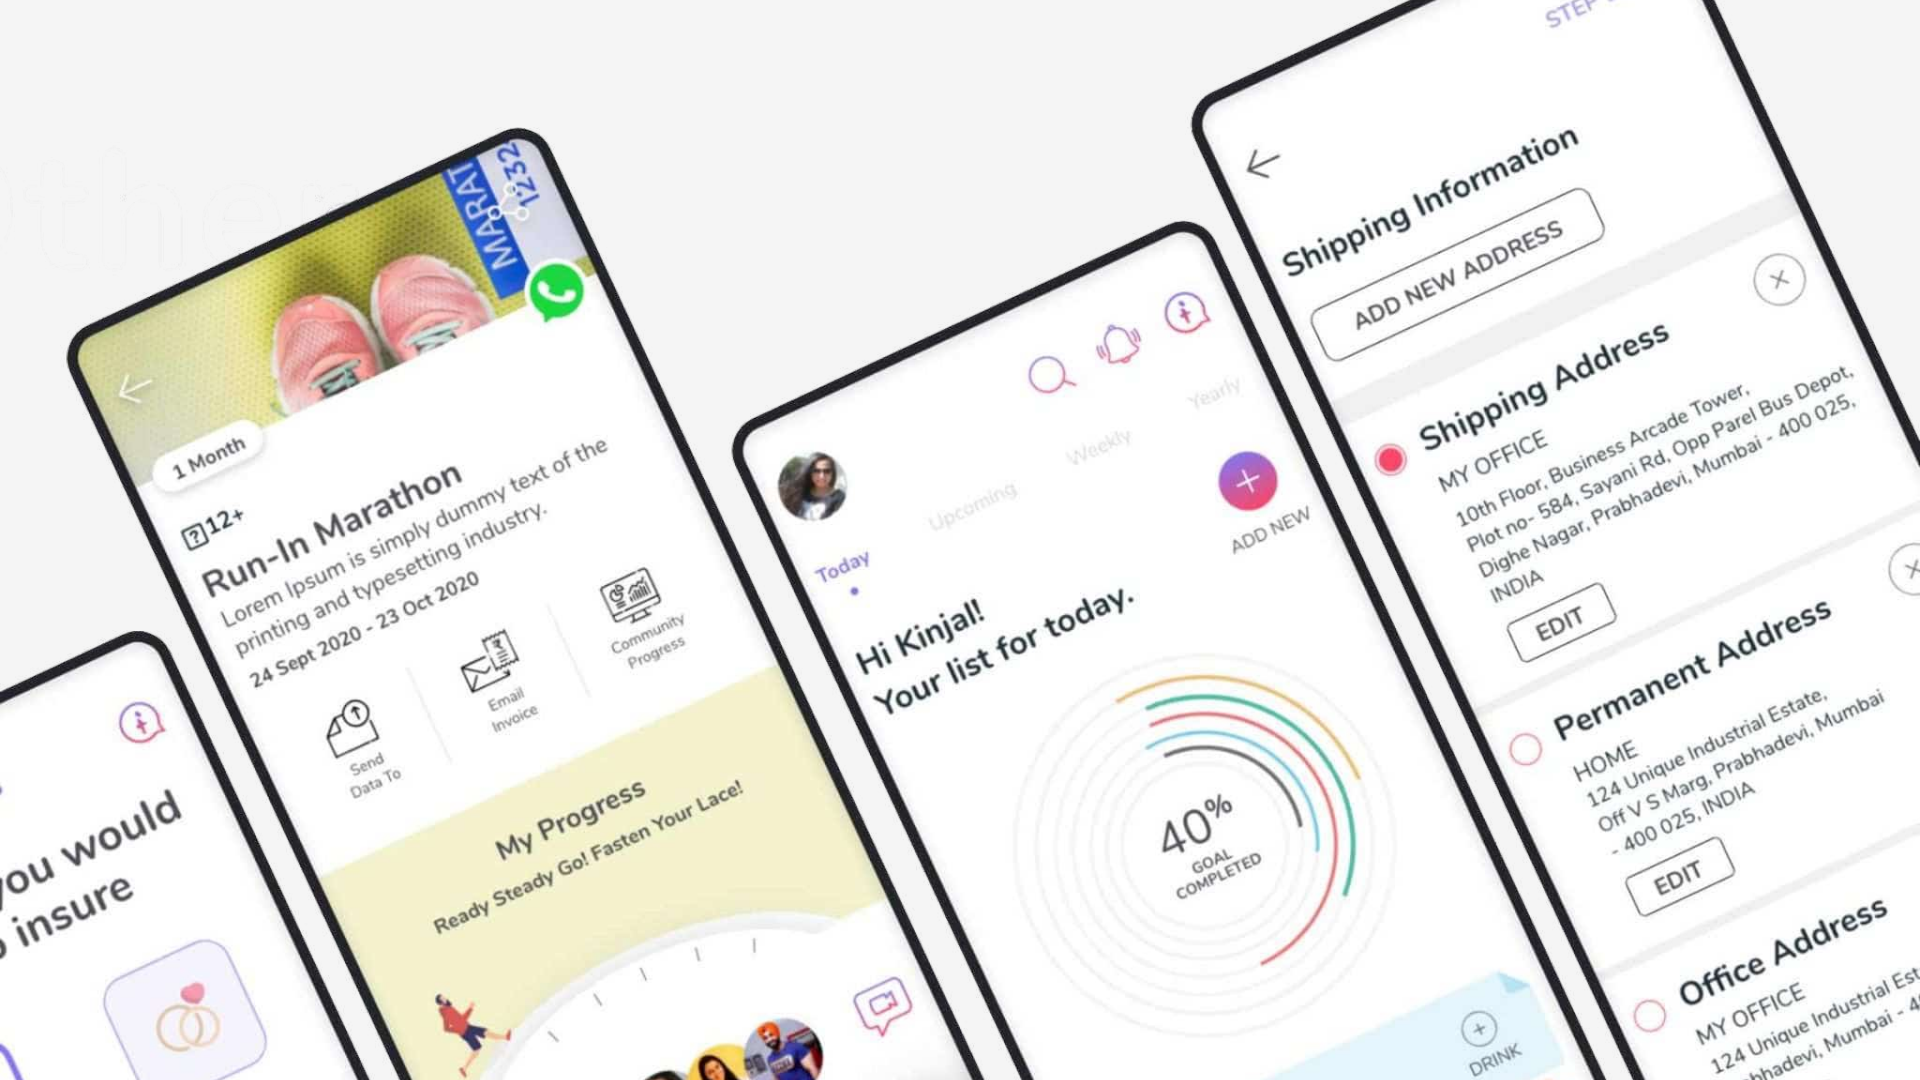 Other
you would
insure
MARAT
1232
1 Month
12+
Run-In Marathon
Lorem Ipsum is simply dummy text of the
printing and typesetting industry.
24 Sept 2020 - 23 Oct 2020
Send
Data To
Email
Invoice
Community
Progress
My Progress
Ready Steady Go! Fasten Your Lace!
Today
Upcoming
Weekly
Yearly
ADD NEW
Hi Kinjal!
Your list for today.
40%
GOAL
COMPLETED
DRINK
STEP
Shipping Information
ADD NEW ADDRESS
Shipping Address
MY OFFICE
10th Floor, Business Arcade Tower,
Plot no- 584, Sayani Rd, Opp Parel Bus Depot,
Dighe Nagar, Prabhadevi, Mumbai - 400 025,
INDIA
EDIT
Permanent Address
HOME
124 Unique Industrial Estate,
Off V S Marg, Prabhadevi, Mumbai
- 400 025, INDIA
EDIT
Office Address
MY OFFICE
124 Unique Industrial Est
bhadevi, Mumbai - 4